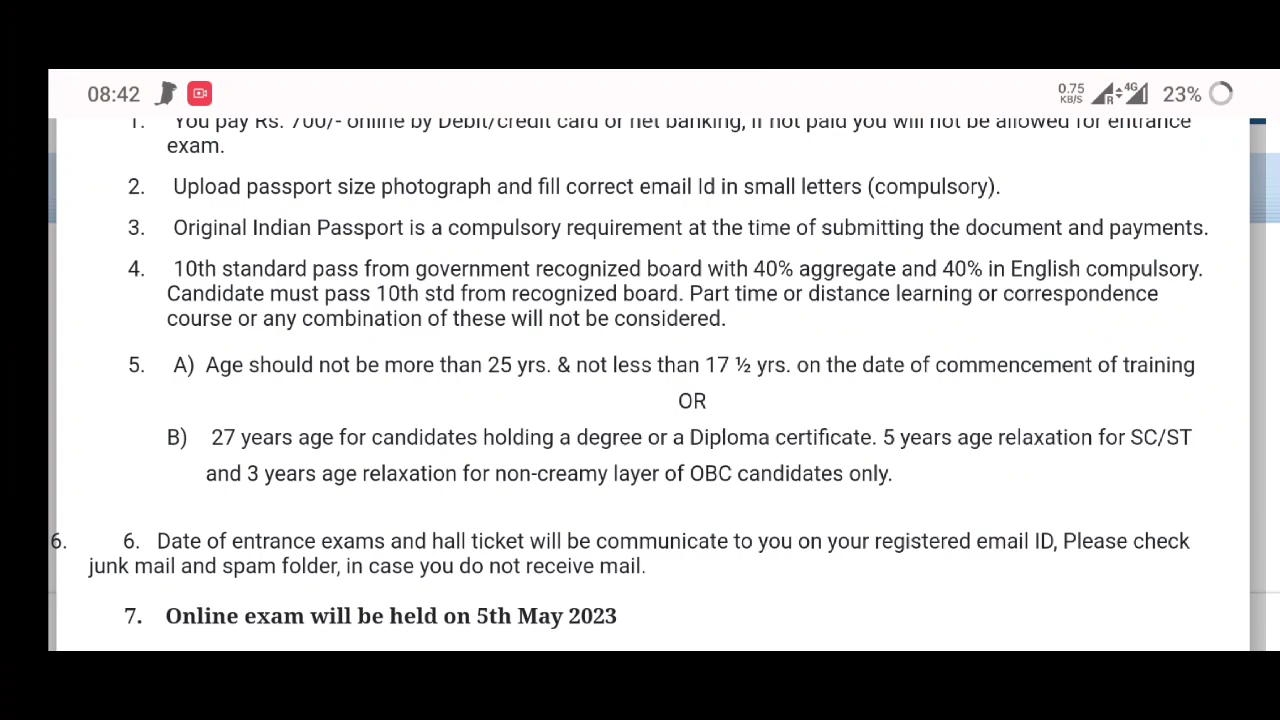 08:42
0.75 KB/S R 4G 23%
1. You pay Rs. 700/- online by Debit/credit card or net banking, if not paid you will not be allowed for entrance
exam.
2. Upload passport size photograph and fill correct email Id in small letters (compulsory).
3. Original Indian Passport is a compulsory requirement at the time of submitting the document and payments.
4. 10th standard pass from government recognized board with 40% aggregate and 40% in English compulsory.
Candidate must pass 10th std from recognized board. Part time or distance learning or correspondence
course or any combination of these will not be considered.
5. A) Age should not be more than 25 yrs. & not less than 17 ½ yrs. on the date of commencement of training
OR
B) 27 years age for candidates holding a degree or a Diploma certificate. 5 years age relaxation for SC/ST
and 3 years age relaxation for non-creamy layer of OBC candidates only.
6. 6. Date of entrance exams and hall ticket will be communicate to you on your registered email ID, Please check
junk mail and spam folder, in case you do not receive mail.
7. Online exam will be held on 5th May 2023